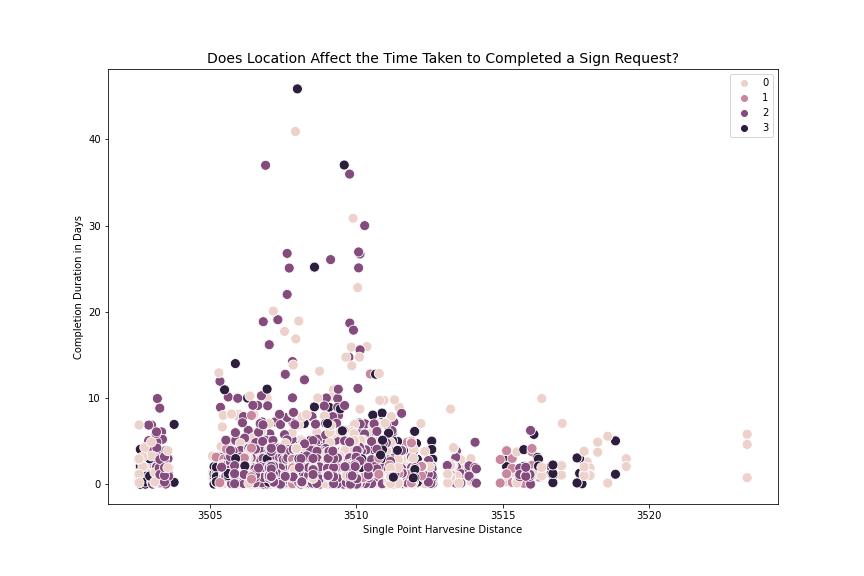 Does Location Affect the Time Taken to Completed a Sign Request?
0
1
2
3
Completion Duration in Days
40
30
20
10
0
3505 3510 3515 3520
Single Point Harvesine Distance